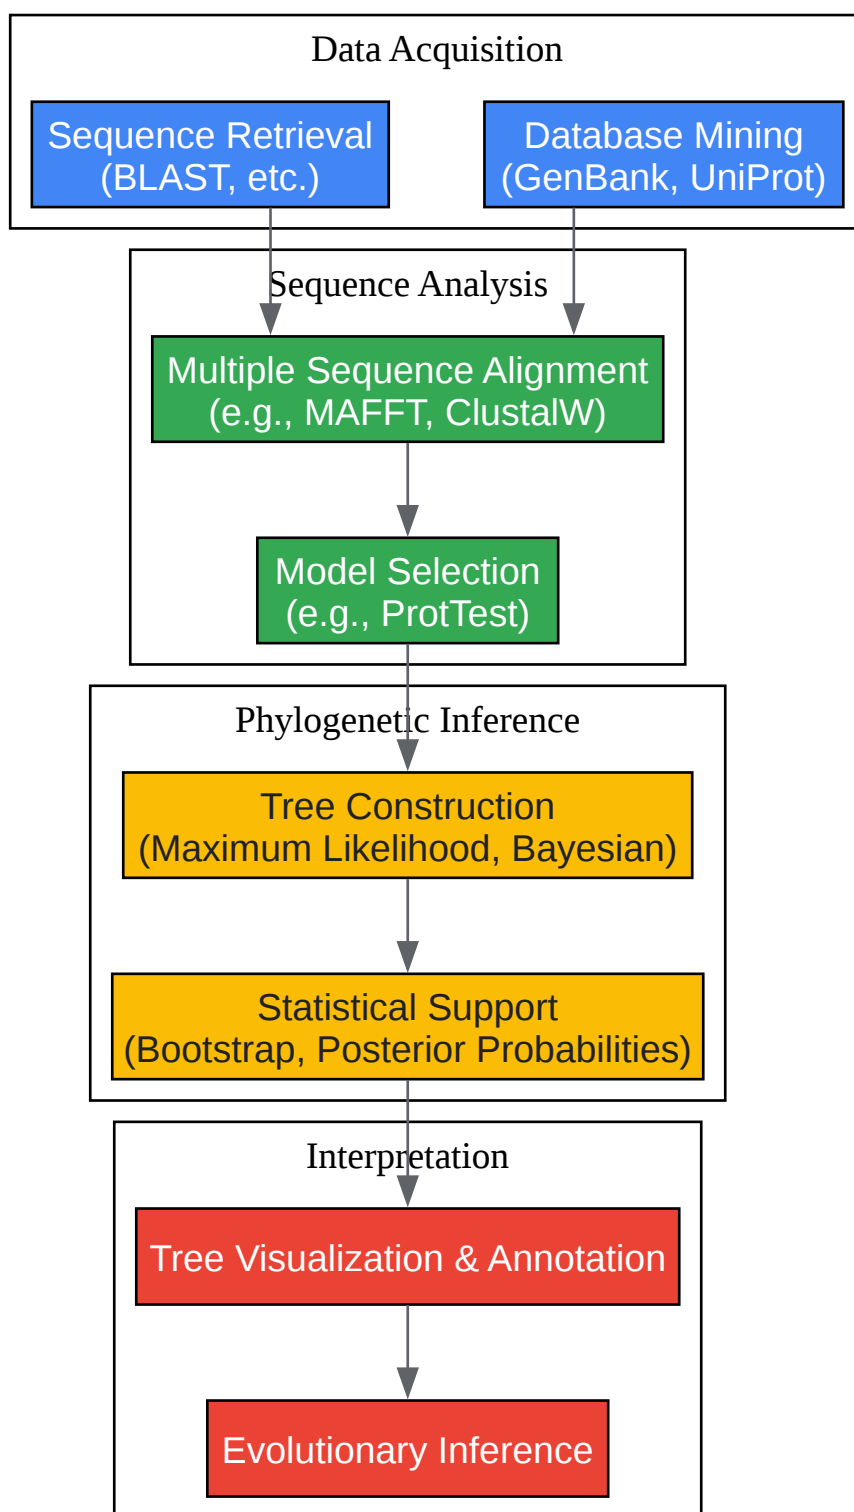 Data Acquisition
Sequence Retrieval
(BLAST, etc.)
Database Mining
(GenBank, UniProt)
Sequence Analysis
Multiple Sequence Alignment
(e.g., MAFFT, ClustalW)
Model Selection
(e.g., ProtTest)
Phylogenetic Inference
Tree Construction
(Maximum Likelihood, Bayesian)
Statistical Support
(Bootstrap, Posterior Probabilities)
Interpretation
Tree Visualization & Annotation
Evolutionary Inference